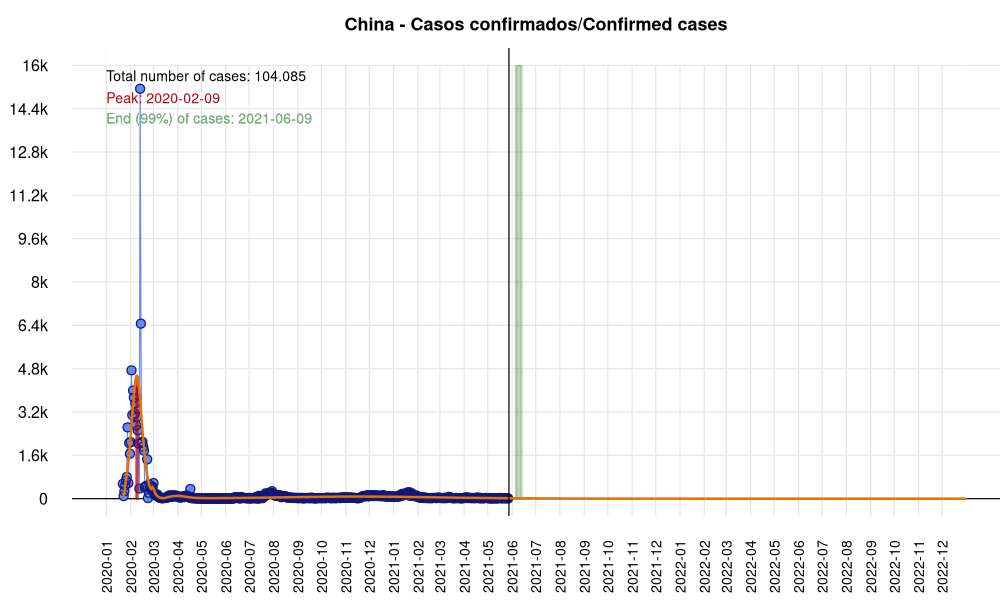 China - Casos confirmados/Confirmed cases
16k
Total number of cases: 104.085
Peak: 2020-02-09
14.4k
End (99%) of cases: 2021-06-09
12.8k
11.2k
9.6k
8k
6.4k
4.8k
3.2k
1.6k
0
2020-01
2020-02
2020-03
2020-04
2020-05
2020-06
2020-07
2020-08
2020-09
2020-10
2020-11
2020-12
2021-01
2021-02
2021-03
2021-04
2021-05
2021-06
2021-07
2021-08
2021-09
2021-10
2021-11
2021-12
2022-01
2022-02
2022-03
2022-04
2022-05
2022-06
2022-07
2022-08
2022-09
2022-10
2022-11
2022-12